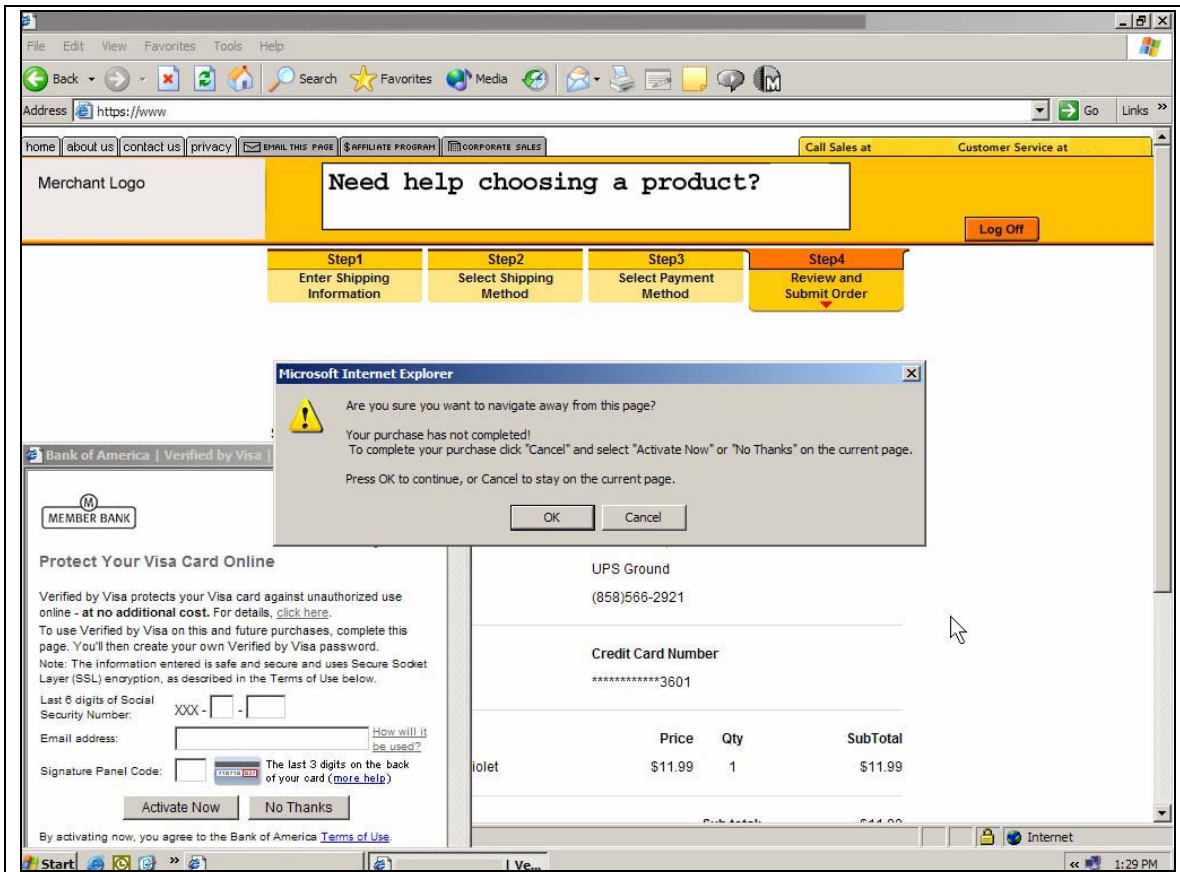 File Edit View Favorites Tools Help
Back Search Favorites Media
Address https://www Go Links »
home about us contact us privacy EMAIL THIS PAGE $AFFILIATE PROGRAM CORPORATE SALES Call Sales at Customer Service at
Merchant Logo
Need help choosing a product?
Log Off
Step1 Step2 Step3 Step4
Enter Shipping Select Shipping Select Payment Review and
Information Method Method Submit Order
Microsoft Internet Explorer
Are you sure you want to navigate away from this page?
Your purchase has not completed!
To complete your purchase click "Cancel" and select "Activate Now" or "No Thanks" on the current page.
Press OK to continue, or Cancel to stay on the current page.
OK Cancel
Bank of America | Verified by Visa |
M
MEMBER BANK
Protect Your Visa Card Online
Verified by Visa protects your Visa card against unauthorized use
online - at no additional cost. For details, click here.
To use Verified by Visa on this and future purchases, complete this
page. You'll then create your own Verified by Visa password.
Note: The information entered is safe and secure and uses Secure Socket
Layer (SSL) encryption, as described in the Terms of Use below.
Last 6 digits of Social
Security Number: XXX - -
Email address: How will it
be used?
Signature Panel Code: The last 3 digits on the back
of your card (more help)
Activate Now No Thanks
By activating now, you agree to the Bank of America Terms of Use.
UPS Ground
(858)566-2921
Credit Card Number
************3601
Price Qty SubTotal
iolet $11.99 1 $11.99
Internet
Start » | Ve... « 1:29 PM